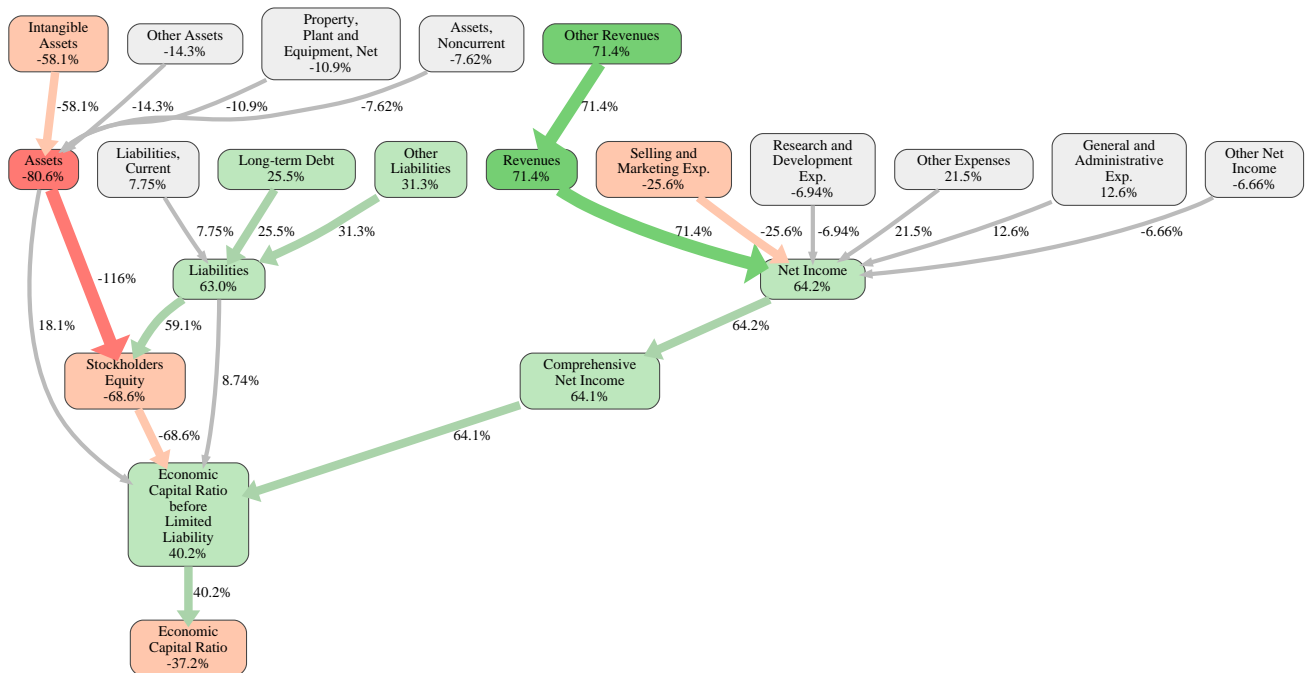 Intangible
Assets
-58.1%
Other Assets
-14.3%
Property,
Plant and
Equipment, Net
-10.9%
Assets,
Noncurrent
-7.62%
Other Revenues
71.4%
-58.1%
-14.3%
-10.9%
-7.62%
71.4%
Assets
-80.6%
Liabilities,
Current
7.75%
Long-term Debt
25.5%
Other
Liabilities
31.3%
Revenues
71.4%
Selling and
Marketing Exp.
-25.6%
Research and
Development
Exp.
-6.94%
Other Expenses
21.5%
General and
Administrative
Exp.
12.6%
Other Net
Income
-6.66%
7.75%
25.5%
31.3%
71.4%
-25.6%
-6.94%
21.5%
12.6%
-6.66%
-116%
Liabilities
63.0%
Net Income
64.2%
18.1%
59.1%
64.2%
Stockholders
Equity
-68.6%
8.74%
Comprehensive
Net Income
64.1%
-68.6%
64.1%
Economic
Capital Ratio
before
Limited
Liability
40.2%
40.2%
Economic
Capital Ratio
-37.2%